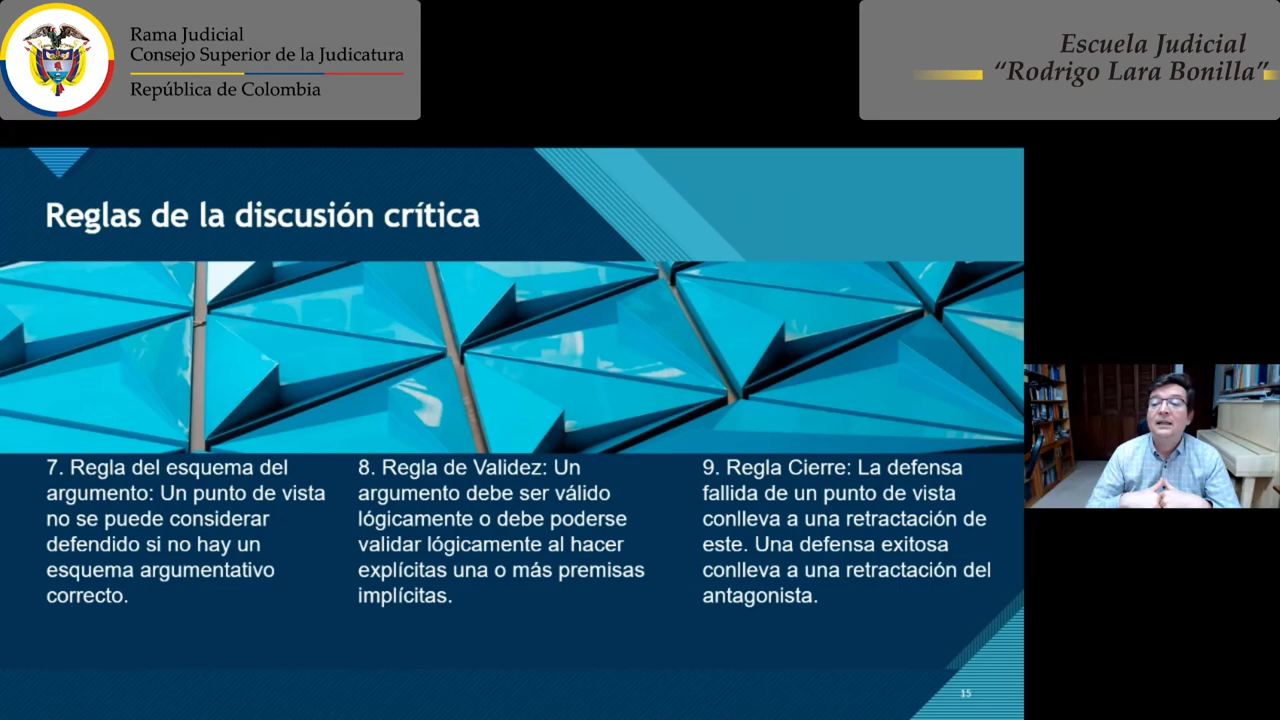 Rama Judicial
Consejo Superior de la Judicatura
República de Colombia
Escuela Judicial
“Rodrigo Lara Bonilla”
Reglas de la discusión crítica
7. Regla del esquema del
argumento: Un punto de vista
no se puede considerar
defendido si no hay un
esquema argumentativo
correcto.
8. Regla de Validez: Un
argumento debe ser válido
lógicamente o debe poderse
validar lógicamente al hacer
explícitas una o más premisas
implícitas.
9. Regla Cierre: La defensa
fallida de un punto de vista
conlleva a una retractación de
este. Una defensa exitosa
conlleva a una retractación del
antagonista.
15